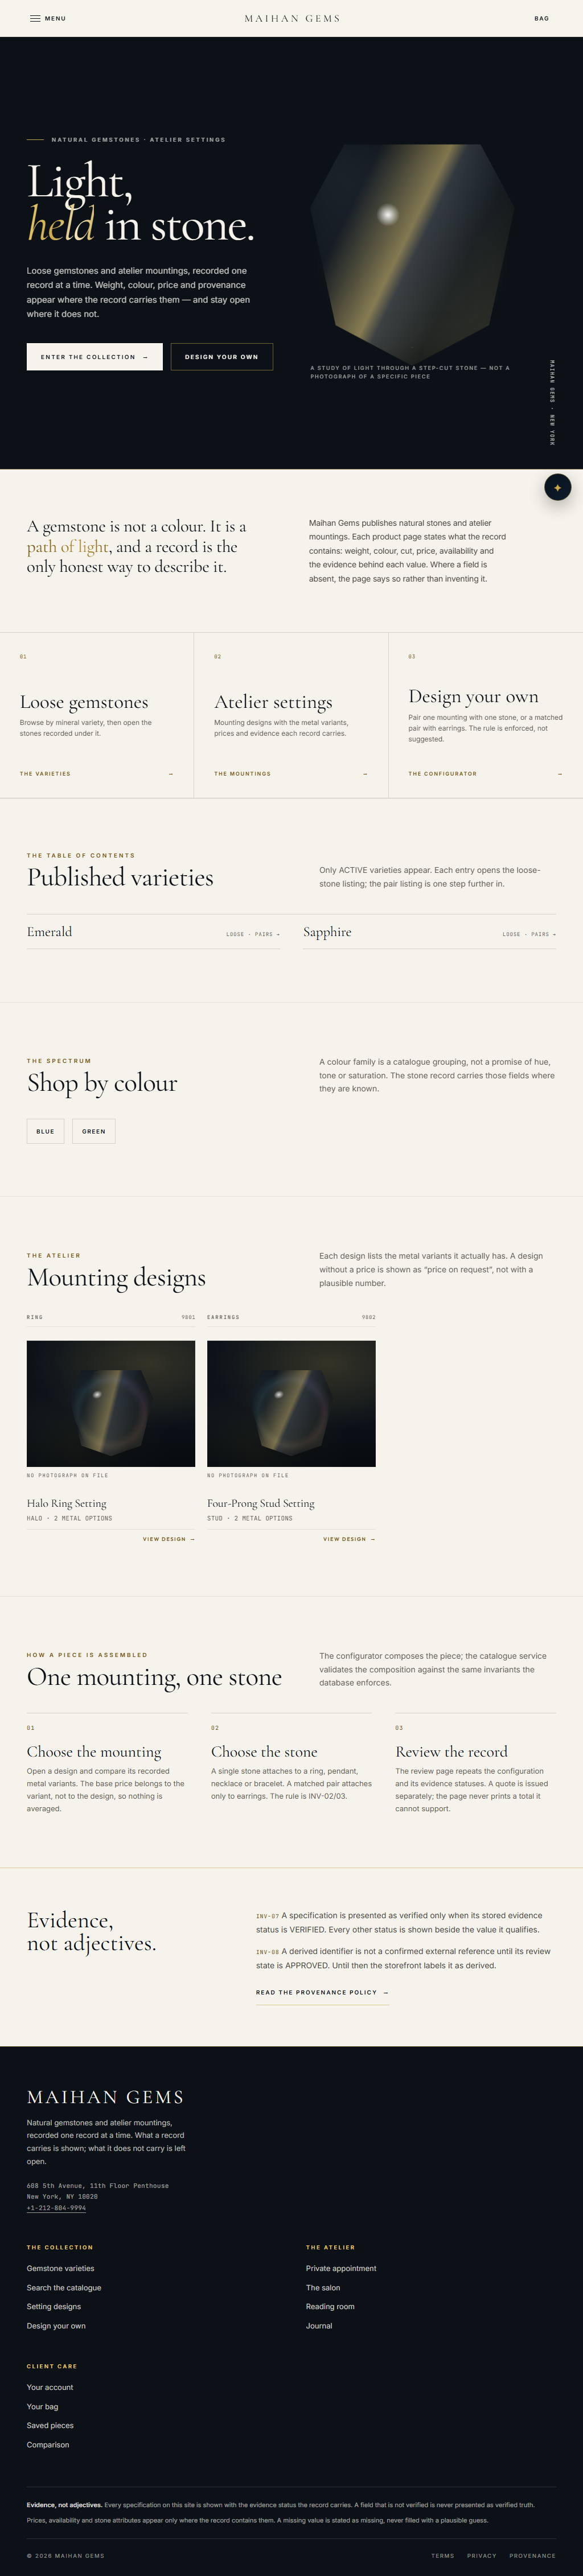 MENU
MAIHAN GEMS
BAG
NATURAL GEMSTONES · ATELIER SETTINGS
Light,
held in stone.
Loose gemstones and atelier mountings, recorded one
record at a time. Weight, colour, price and provenance
appear where the record carries them — and stay open
where it does not.
ENTER THE COLLECTION →
DESIGN YOUR OWN
A STUDY OF LIGHT THROUGH A STEP-CUT STONE — NOT A
PHOTOGRAPH OF A SPECIFIC PIECE
MAIHAN GEMS · NEW YORK
A gemstone is not a colour. It is a
path of light, and a record is the
only honest way to describe it.
Maihan Gems publishes natural stones and atelier
mountings. Each product page states what the record
contains: weight, colour, cut, price, availability and
the evidence behind each value. Where a field is
absent, the page says so rather than inventing it.
01
Loose gemstones
Browse by mineral variety, then open the
stones recorded under it.
THE VARIETIES →
02
Atelier settings
Mounting designs with the metal variants,
prices and evidence each record carries.
THE MOUNTINGS →
03
Design your own
Pair one mounting with one stone, or a matched
pair with earrings. The rule is enforced, not
suggested.
THE CONFIGURATOR →
THE TABLE OF CONTENTS
Published varieties
Only ACTIVE varieties appear. Each entry opens the loose-
stone listing; the pair listing is one step further in.
Emerald
LOOSE · PAIRS →
Sapphire
LOOSE · PAIRS →
THE SPECTRUM
Shop by colour
A colour family is a catalogue grouping, not a promise of hue,
tone or saturation. The stone record carries those fields where
they are known.
BLUE
GREEN
THE ATELIER
Mounting designs
Each design lists the metal variants it actually has. A design
without a price is shown as “price on request”, not with a
plausible number.
RING 9801
EARRINGS 9802
NO PHOTOGRAPH ON FILE
NO PHOTOGRAPH ON FILE
Halo Ring Setting
HALO · 2 METAL OPTIONS
VIEW DESIGN →
Four-Prong Stud Setting
STUD · 2 METAL OPTIONS
VIEW DESIGN →
HOW A PIECE IS ASSEMBLED
One mounting, one stone
The configurator composes the piece; the catalogue service
validates the composition against the same invariants the
database enforces.
01
Choose the mounting
Open a design and compare its recorded
metal variants. The base price belongs to the
variant, not to the design, so nothing is
averaged.
02
Choose the stone
A single stone attaches to a ring, pendant,
necklace or bracelet. A matched pair attaches
only to earrings. The rule is INV-02/03.
03
Review the record
The review page repeats the configuration
and its evidence statuses. A quote is issued
separately; the page never prints a total it
cannot support.
Evidence,
not adjectives.
INV-07 A specification is presented as verified only when its stored evidence
status is VERIFIED. Every other status is shown beside the value it qualifies.
INV-08 A derived identifier is not a confirmed external reference until its review
state is APPROVED. Until then the storefront labels it as derived.
READ THE PROVENANCE POLICY →
MAIHAN GEMS
Natural gemstones and atelier mountings,
recorded one record at a time. What a record
carries is shown; what it does not carry is left
open.
608 5th Avenue, 11th Floor Penthouse
New York, NY 10020
+1-212-804-9994
THE COLLECTION
Gemstone varieties
Search the catalogue
Setting designs
Design your own
THE ATELIER
Private appointment
The salon
Reading room
Journal
CLIENT CARE
Your account
Your bag
Saved pieces
Comparison
Evidence, not adjectives. Every specification on this site is shown with the evidence status the record carries. A field that is not verified is never presented as verified truth.
Prices, availability and stone attributes appear only where the record contains them. A missing value is stated as missing, never filled with a plausible guess.
© 2026 MAIHAN GEMS
TERMS PRIVACY PROVENANCE